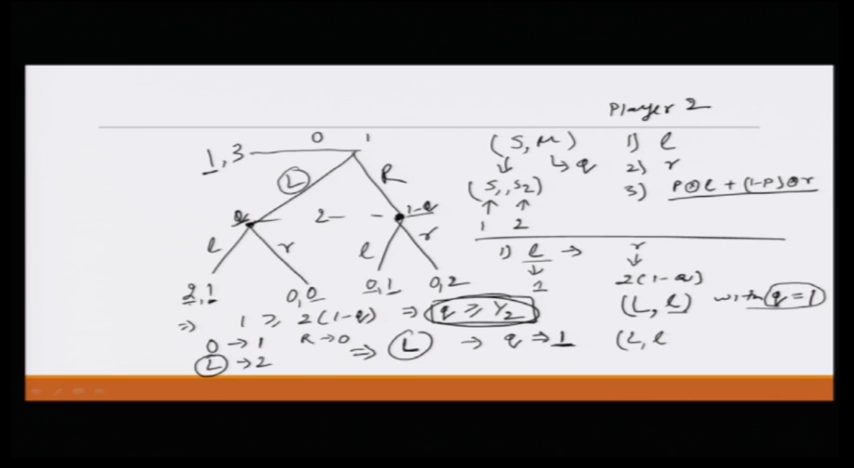 Player 2
0 1
1,3
(S, μ) 1) l
L R
↓ ↳ q 2) r
(S1, S2) 3) p⊗l + (1-p)⊗r
q 2 1-q
↑ ↑
1 2
l r l r
1) l → r
↓ ↓
1 2(1-q)
2,1 0,0 0,1 0,2
(L, l) with q=1
⇒ 1 ≥ 2(1-q) ⇒ q ≥ 1/2
0 → 1 R → 0 ⇒ L → q ⇒ 1 (L, l
L → 2